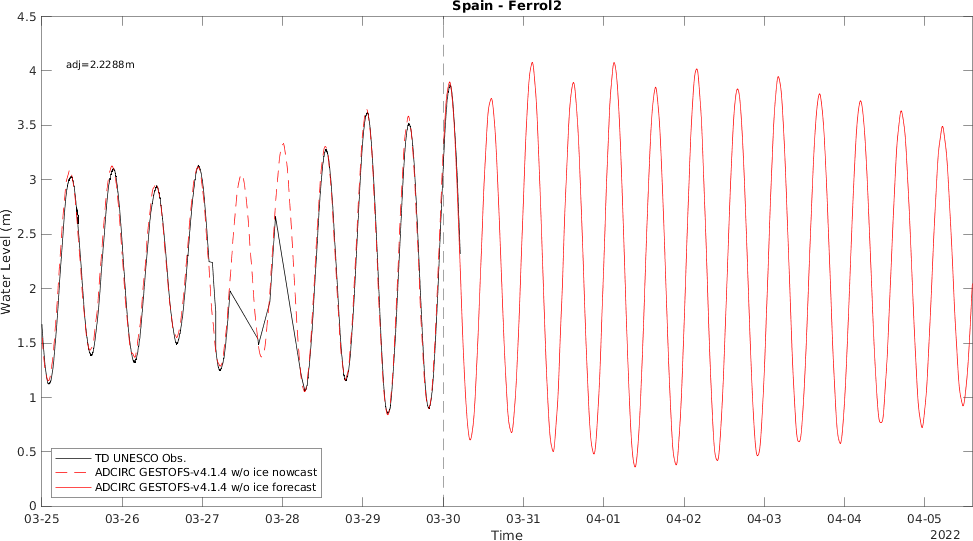 Spain - Ferrol2
adj=2.2288m
Water Level (m)
4.5
4
3.5
3
2.5
2
1.5
1
0.5
0
TD UNESCO Obs.
ADCIRC GESTOFS-v4.1.4 w/o ice nowcast
ADCIRC GESTOFS-v4.1.4 w/o ice forecast
03-25 03-26 03-27 03-28 03-29 03-30 03-31 04-01 04-02 04-03 04-04 04-05
Time
2022